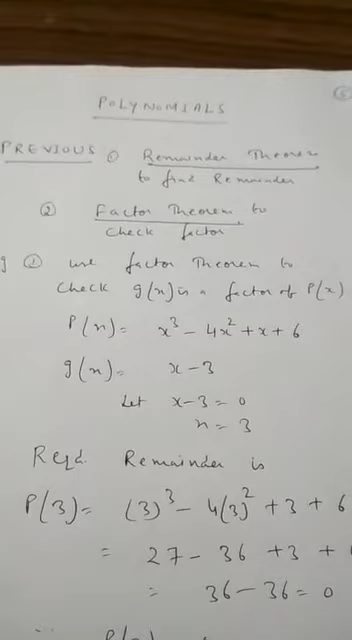 POLYNOMIALS
PREVIOUS ① Remainder Theorem
to find Remainder
② Factor Theorem to
check factor
g ① use factor Theorem to
check g(x) is a factor of P(x)
P(x) = x³ - 4x² + x + 6
g(x) = x - 3
Let x - 3 = 0
x = 3
Reqd. Remainder is
P(3) = (3)³ - 4(3)² + 3 + 6
= 27 - 36 + 3 +
= 36 - 36 = 0